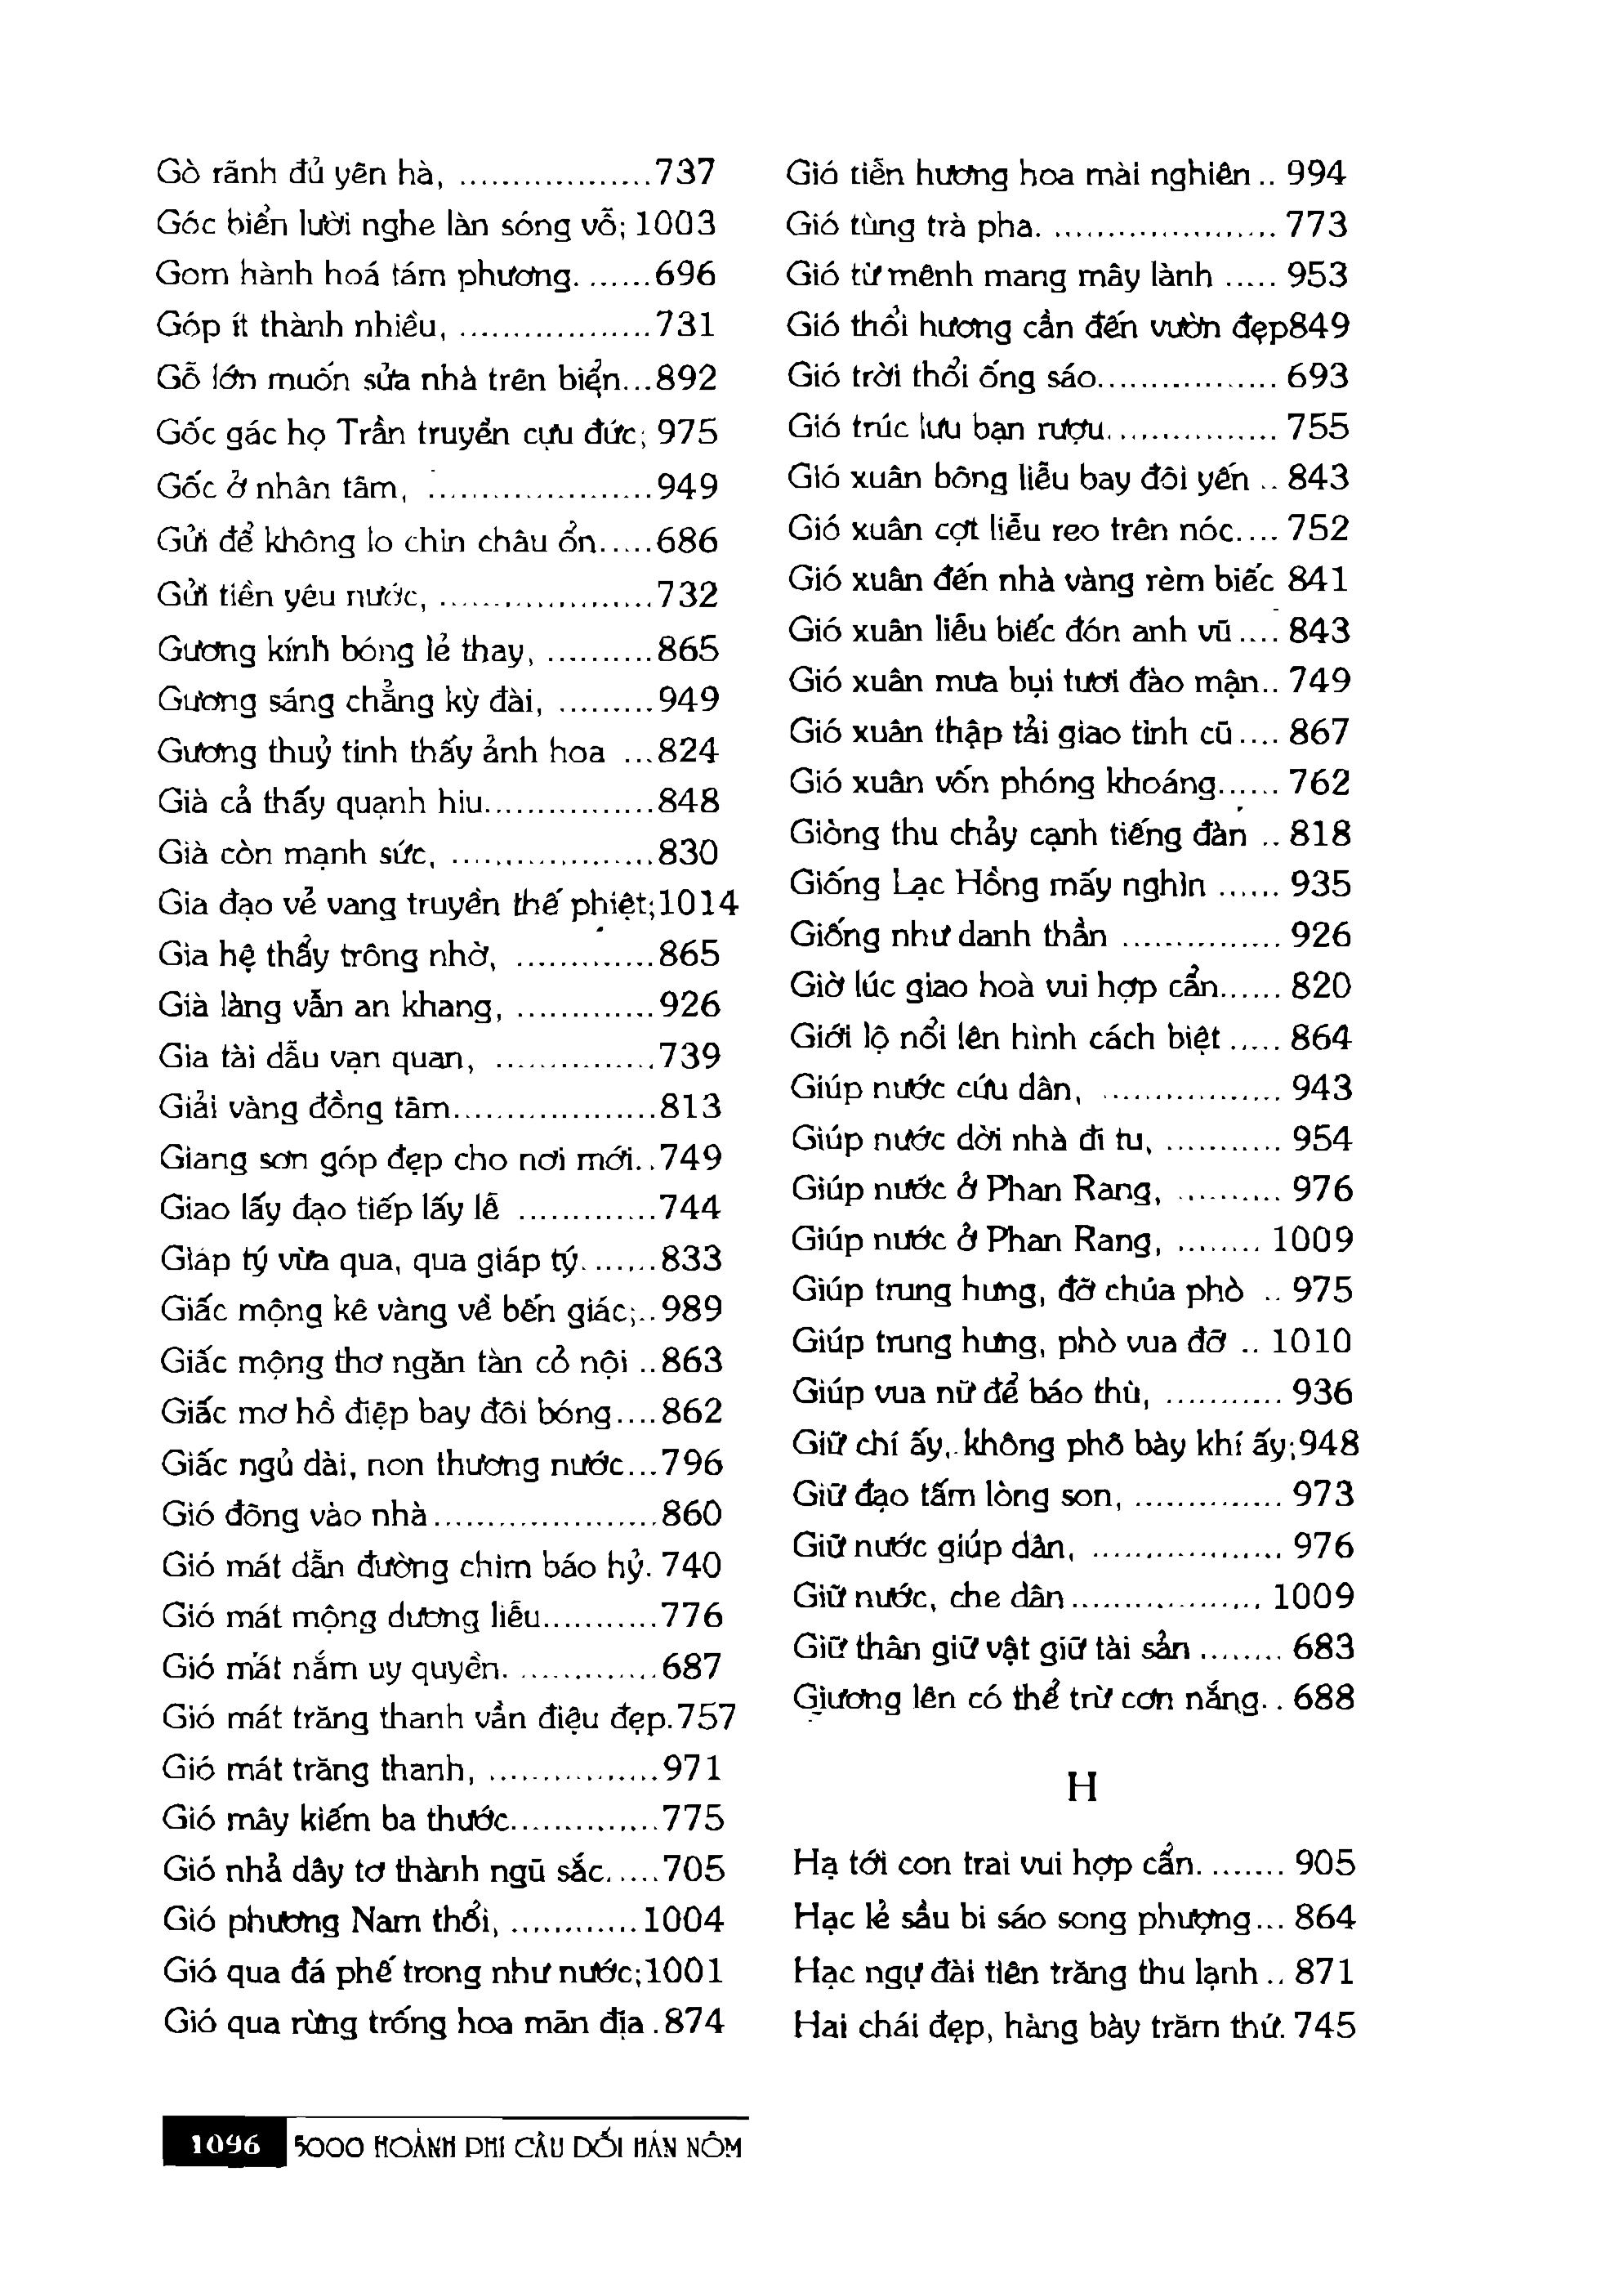 Gò rãnh đủ yên hà, ..................737
Góc biển lười nghe làn sóng vỗ; 1003
Gom hành hoá tám phương. .......696
Góp ít thành nhiều, ..................731
Gỗ lớn muốn sửa nhà trên biển...892
Gốc gác họ Trần truyền cựu đức; 975
Gốc ở nhân tâm, .....................949
Gửi để không lo chín châu ổn.....686
Gửi tiền yêu nước, ....................732
Gương kính bóng lẻ thay, ..........865
Gương sáng chẳng kỳ đài, .........949
Gương thuỷ tinh thấy ảnh hoa ...824
Già cả thấy quạnh hiu................848
Già còn mạnh sức, ...................830
Gia đạo vẻ vang truyền thế phiệt;1014
Gia hệ thẩy trông nhờ, .............865
Già làng vẫn an khang, .............926
Gia tài dẫu vạn quan, ...............739
Giải vàng đồng tâm...................813
Giang sơn góp đẹp cho nơi mới..749
Giao lấy đạo tiếp lấy lễ .............744
Giáp tý vừa qua, qua giáp tý.......833
Giấc mộng kê vàng về bến giác;..989
Giấc mộng thơ ngăn tàn cỏ nội ..863
Giấc mơ hồ điệp bay đôi bóng....862
Giấc ngủ dài, non thương nước...796
Gió đông vào nhà.....................860
Gió mát dẫn đường chim báo hỷ. 740
Gió mát mộng dương liễu...........776
Gió mát nắm uy quyền. .............687
Gió mát trăng thanh vần điệu đẹp.757
Gió mát trăng thanh, ................971
Gió mây kiếm ba thước..............775
Gió nhả dây tơ thành ngũ sắc.....705
Gió phương Nam thổi, ............1004
Gió qua đá phế trong như nước;1001
Gió qua rừng trống hoa mãn địa .874
Gió tiễn hương hoa mài nghiên .. 994
Gió tùng trà pha. ..................... 773
Gió từ mênh mang mây lành ..... 953
Gió thổi hương cần đến vườn đẹp849
Gió trời thổi ống sáo................. 693
Gió trúc lưu bạn rượu................ 755
Gió xuân bông liễu bay đôi yến .. 843
Gió xuân cợt liễu reo trên nóc.... 752
Gió xuân đến nhà vàng rèm biếc 841
Gió xuân liễu biếc đón anh vũ .... 843
Gió xuân mưa bụi tươi đào mận.. 749
Gió xuân thập tải giao tình cũ .... 867
Gió xuân vốn phóng khoáng...... 762
Giòng thu chảy cạnh tiếng đàn .. 818
Giống Lạc Hồng mấy nghìn ...... 935
Giống như danh thần ............... 926
Giờ lúc giao hoà vui hợp cẩn...... 820
Giới lộ nổi lên hình cách biệt ..... 864
Giúp nước cứu dân, ................. 943
Giúp nước dời nhà đi tu, ........... 954
Giúp nước ở Phan Rang, .......... 976
Giúp nước ở Phan Rang, ........ 1009
Giúp trung hưng, đỡ chúa phò .. 975
Giúp trung hưng, phò vua đỡ .. 1010
Giúp vua nữ để báo thù, ........... 936
Giữ chí ấy, không phô bày khí ấy;948
Giữ đạo tấm lòng son, .............. 973
Giữ nước giúp dân, .................. 976
Giữ nước, che dân .................. 1009
Giữ thân giữ vật giữ tài sản ........ 683
Giương lên có thể trừ cơn nắng.. 688
H
Hạ tới con trai vui hợp cẩn. ....... 905
Hạc lẻ sầu bi sáo song phượng... 864
Hạc ngự đài tiên trăng thu lạnh .. 871
Hai chái đẹp, hàng bày trăm thứ. 745
1096 5000 HOÀNH PHI CÂU ĐỐI HÁN NÔM